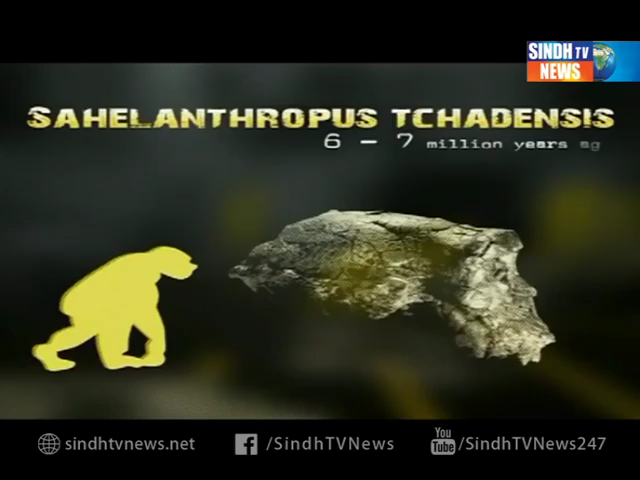 SINDH TV
NEWS
SAHELANTHROPUS TCHADENSIS
6 - 7 million years ag
sindhtvnews.net
/SindhTVNews
You
Tube
/SindhTVNews247